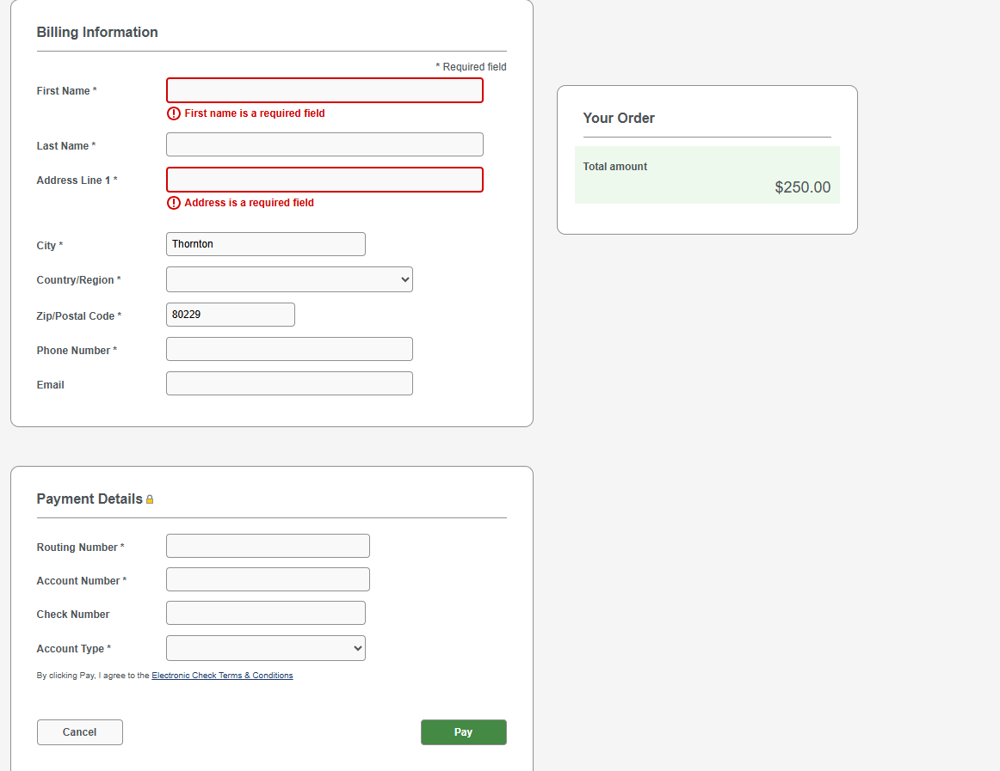 Billing Information
* Required field
First Name *
First name is a required field
Last Name *
Address Line 1 *
Address is a required field
City *
Thornton
Country/Region *
Zip/Postal Code *
80229
Phone Number *
Email
Your Order
Total amount
$250.00
Payment Details
Routing Number *
Account Number *
Check Number
Account Type *
By clicking Pay, I agree to the Electronic Check Terms & Conditions
Cancel
Pay